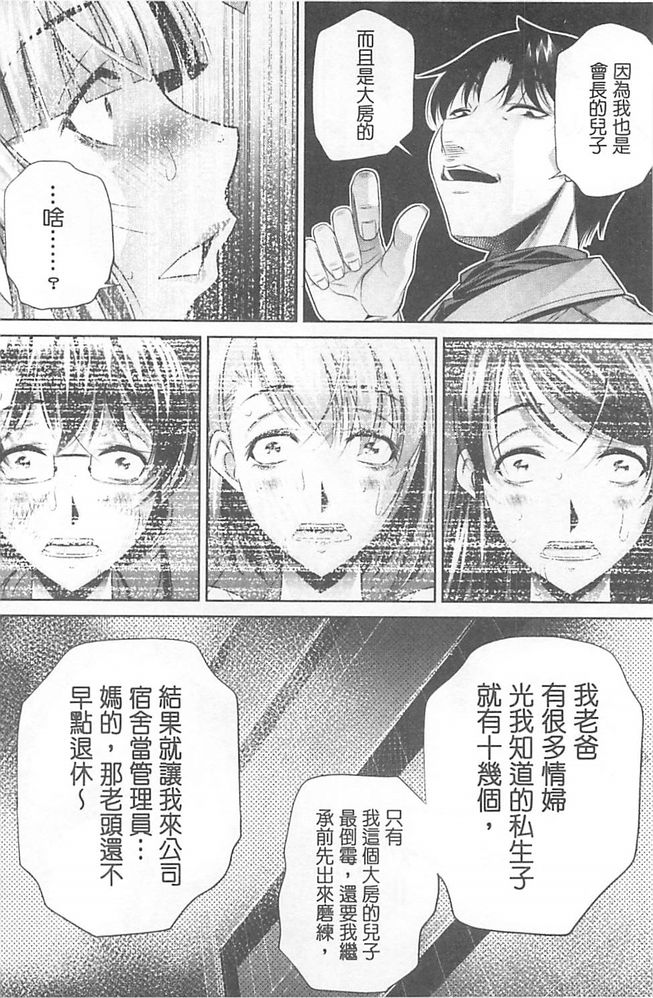 因為我也是
會長的兒子
而且是大房的
……啥……？
我老爸
有很多情婦
光我知道的私生子
就有十幾個，
只有
我這個大房的兒子
最倒霉，還要我繼
承前先出來磨練，
結果就讓我來公司
宿舍當管理員…
媽的，那老頭還不
早點退休～